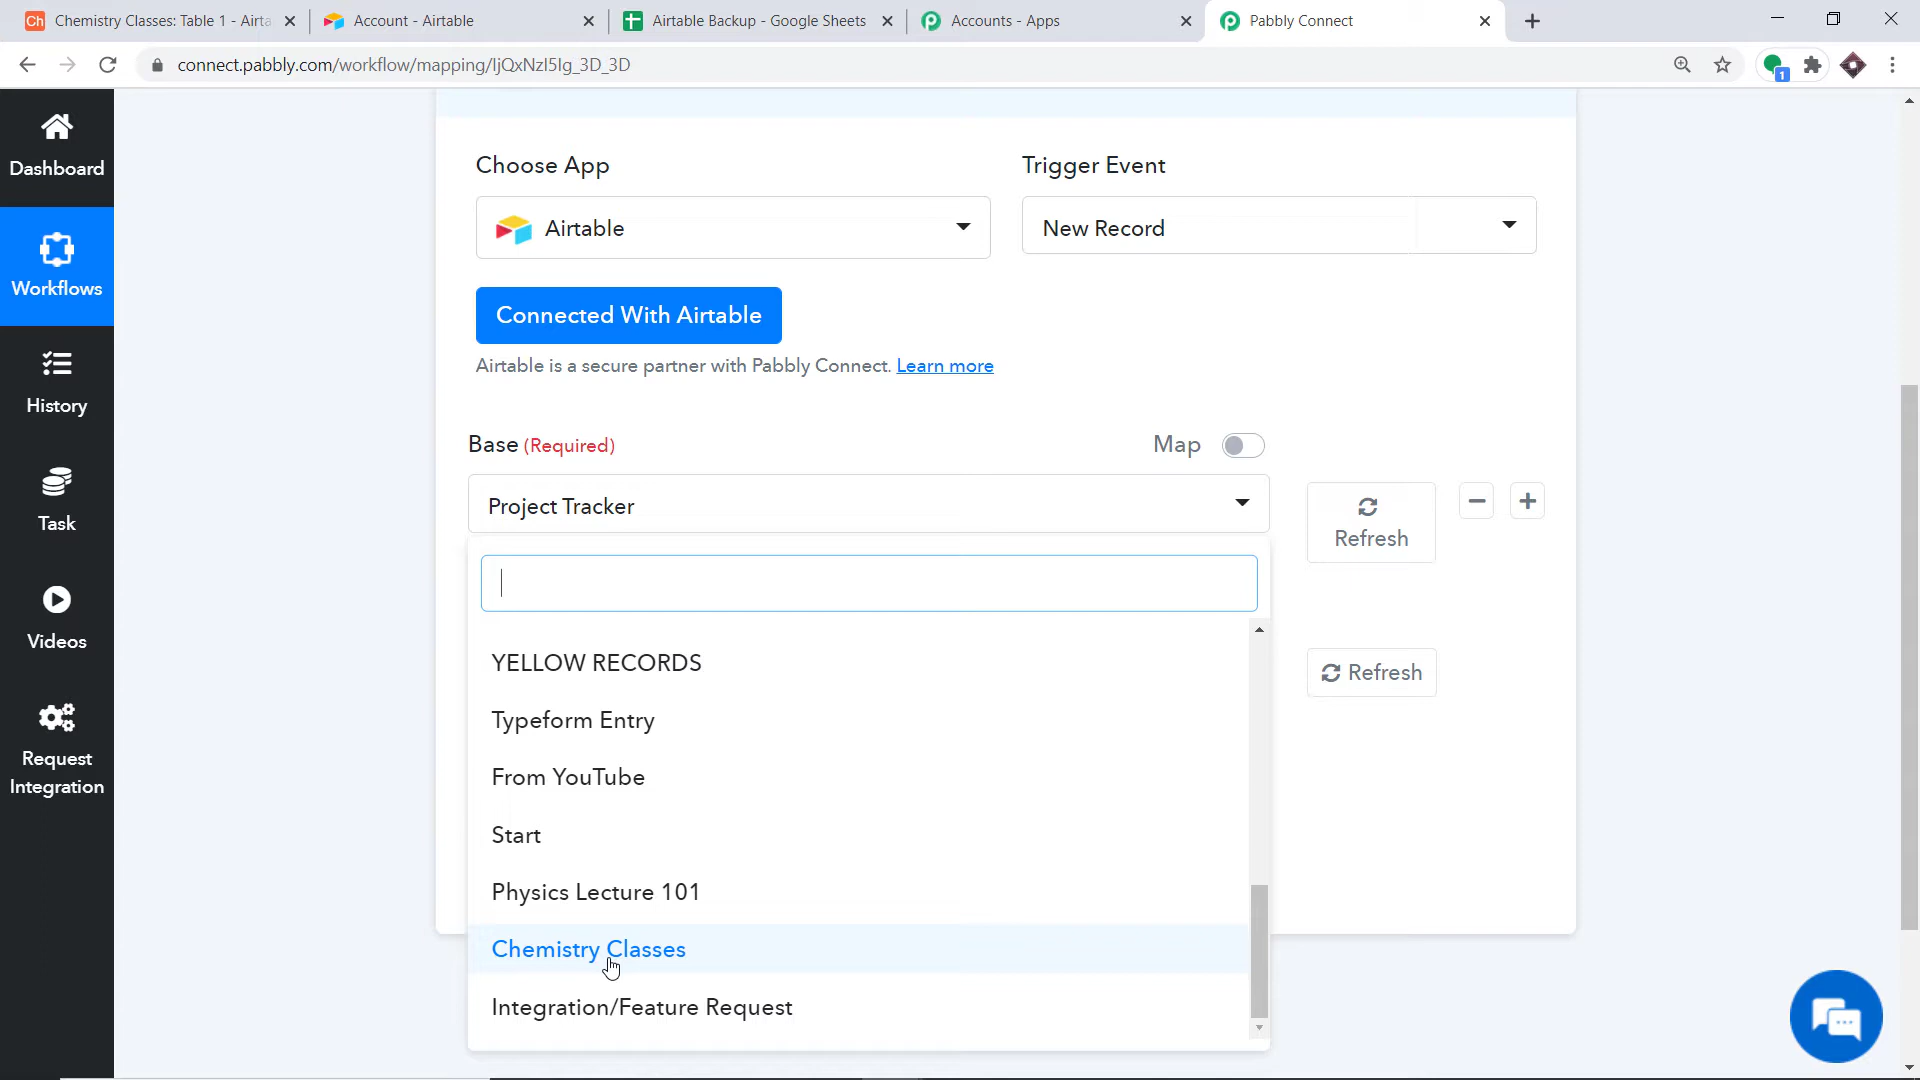 Ch Chemistry Classes: Table 1 - Airta
Account - Airtable
Airtable Backup - Google Sheets
Accounts - Apps
Pabbly Connect
connect.pabbly.com/workflow/mapping/IjQxNzI5Ig_3D_3D
1
Dashboard
Workflows
History
Task
Videos
Request
Integration
Choose App
Trigger Event
Airtable
New Record
Connected With Airtable
Airtable is a secure partner with Pabbly Connect. Learn more
Base (Required)
Map
Project Tracker
Refresh
YELLOW RECORDS
Refresh
Typeform Entry
From YouTube
Start
Physics Lecture 101
Chemistry Classes
Integration/Feature Request